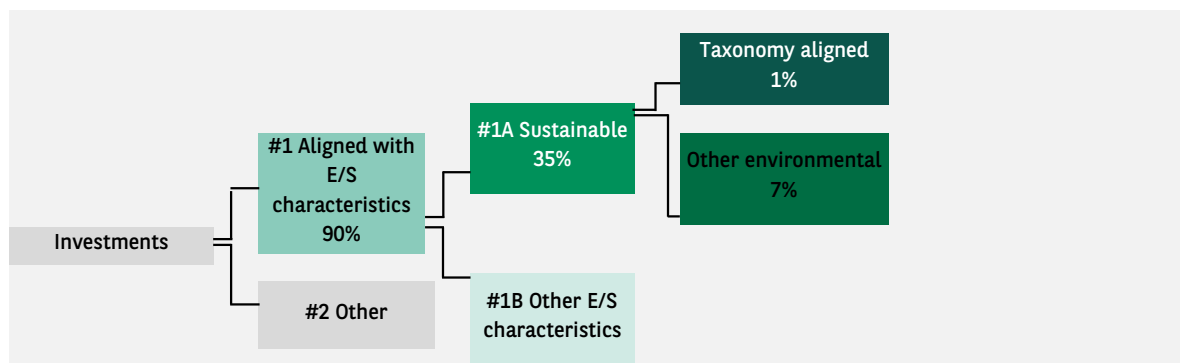 Investments
#1 Aligned with
E/S
characteristics
90%
#2 Other
#1A Sustainable
35%
#1B Other E/S
characteristics
Taxonomy aligned
1%
Other environmental
7%